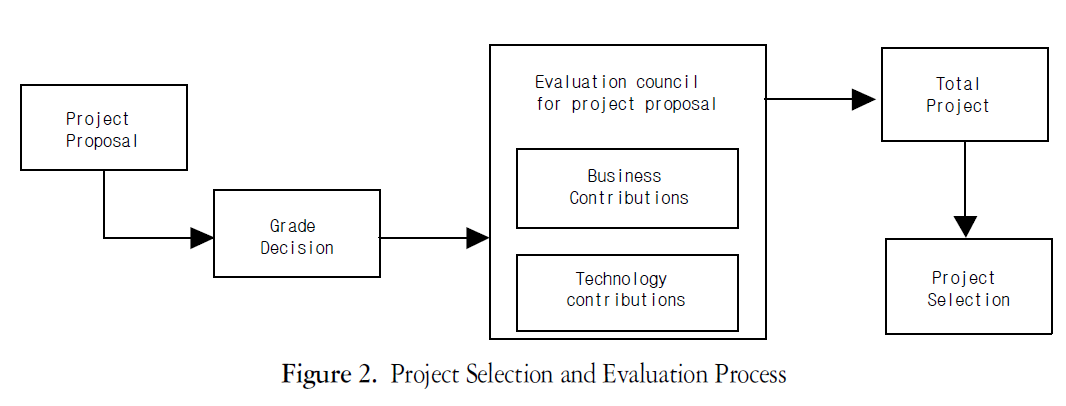 Project
Proposal
Grade
Decision
Evaluation council
for project proposal
Business
Contributions
Technology
contributions
Total
Project
Project
Selection
Figure 2. Project Selection and Evaluation Process